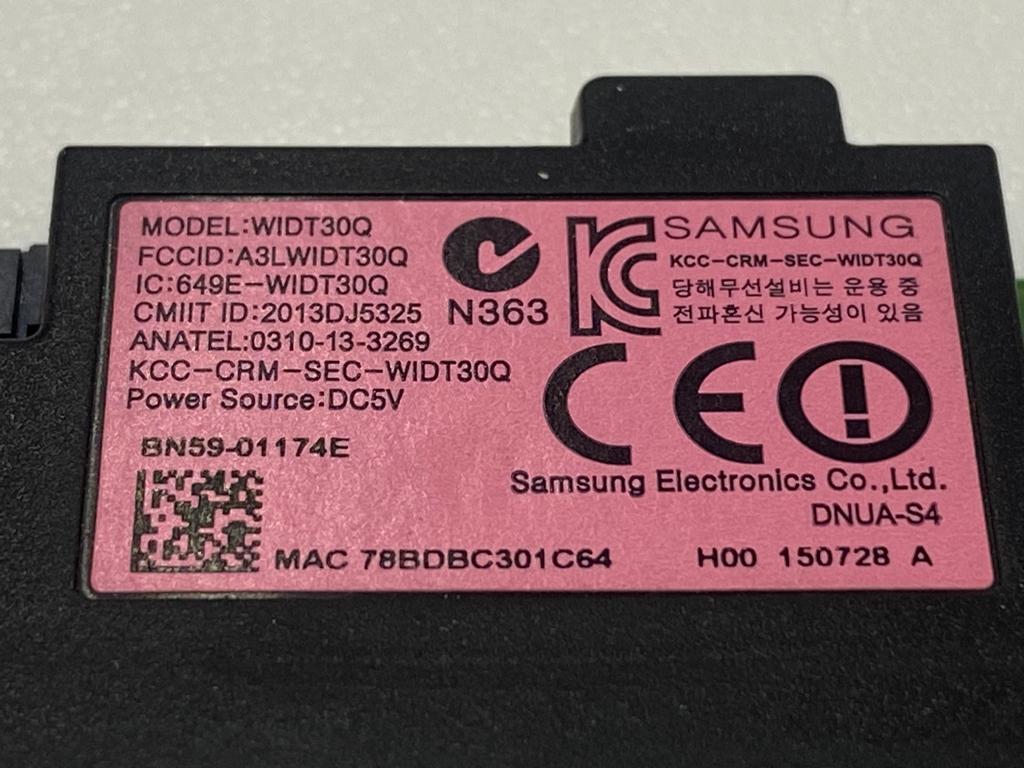 MODEL:WIDT30Q
FCCID:A3LWIDT30Q
IC:649E-WIDT30Q
CMIIT ID:2013DJ5325
ANATEL:0310-13-3269
KCC-CRM-SEC-WIDT30Q
Power Source:DC5V
BN59-01174E
N363
SAMSUNG
KCC-CRM-SEC-WIDT30Q
당해무선설비는 운용 중
전파혼신 가능성이 있음
CE
Samsung Electronics Co.,Ltd.
DNUA-S4
MAC 78BDBC301C64
H00 150728 A